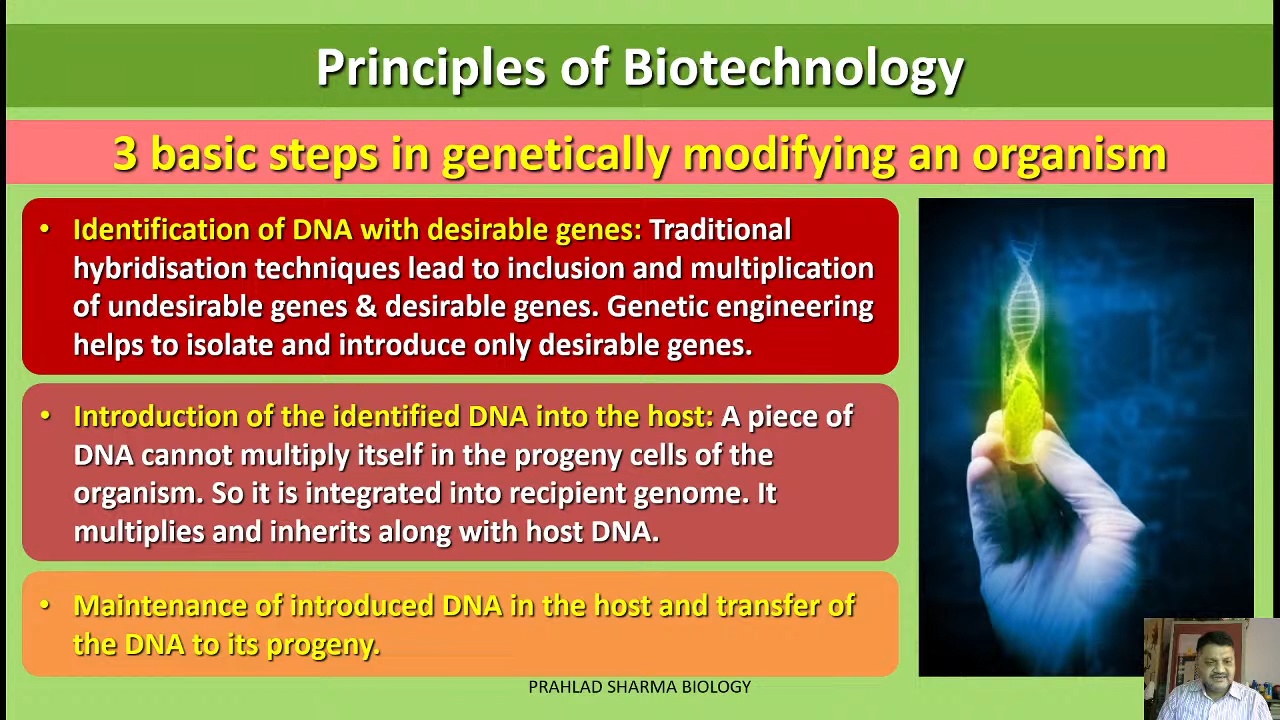 Principles of Biotechnology
3 basic steps in genetically modifying an organism
• Identification of DNA with desirable genes: Traditional
hybridisation techniques lead to inclusion and multiplication
of undesirable genes & desirable genes. Genetic engineering
helps to isolate and introduce only desirable genes.
• Introduction of the identified DNA into the host: A piece of
DNA cannot multiply itself in the progeny cells of the
organism. So it is integrated into recipient genome. It
multiplies and inherits along with host DNA.
• Maintenance of introduced DNA in the host and transfer of
the DNA to its progeny.
PRAHLAD SHARMA BIOLOGY